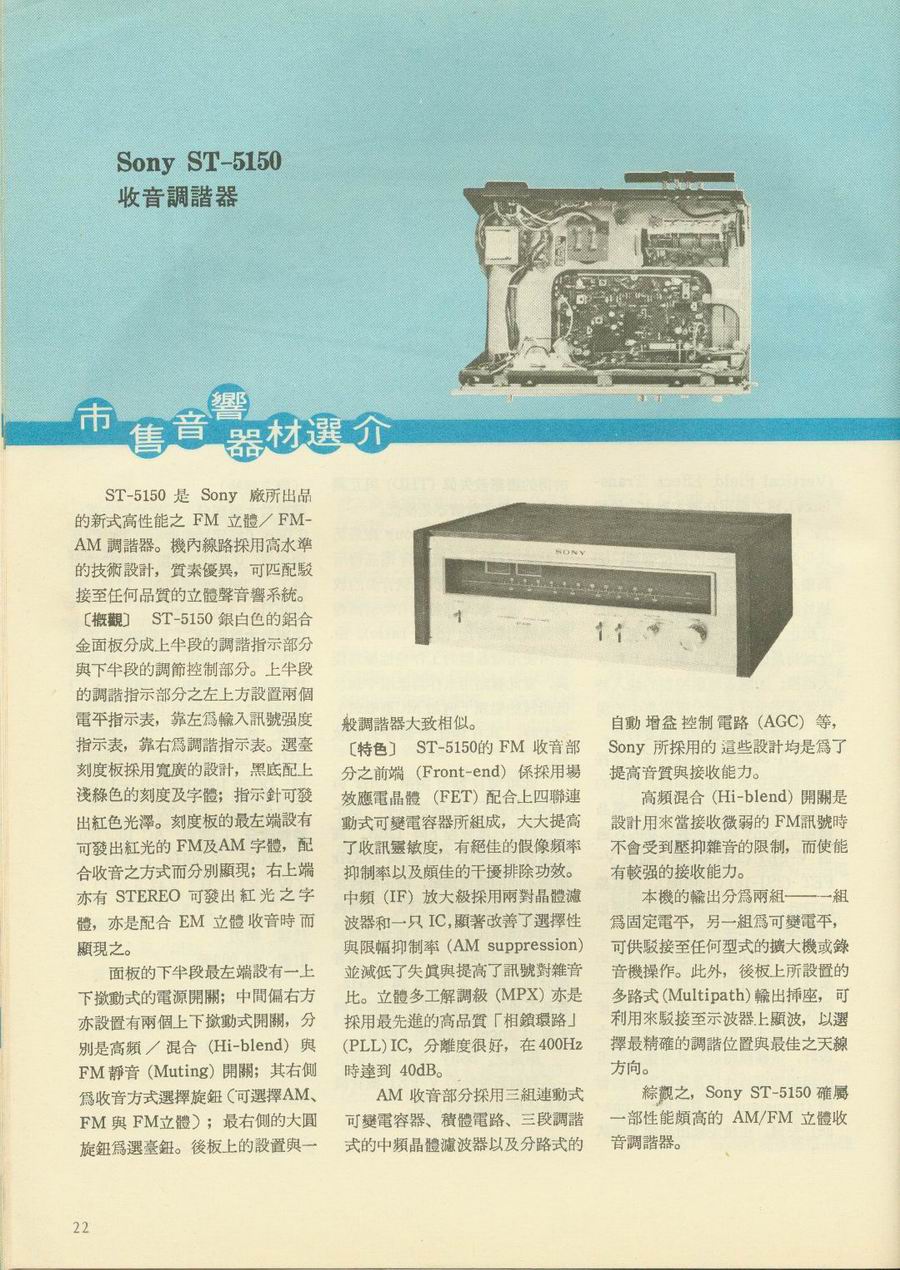 Sony ST-5150
收音調諧器
市售音響器材選介
ST-5150 是 Sony 廠所出品
的新式高性能之 FM 立體／FM-
AM 調諧器。機內線路採用高水準
的技術設計，質素優異，可匹配駁
接至任何品質的立體聲音響系統。
〔概觀〕 ST-5150 銀白色的鋁合
金面板分成上半段的調諧指示部分
與下半段的調節控制部分。上半段
的調諧指示部分之左上方設置兩個
電平指示表，靠左爲輸入訊號强度
指示表，靠右爲調諧指示表。選臺
刻度板採用寬廣的設計，黑底配上
淺綠色的刻度及字體；指示針可發
出紅色光澤。刻度板的最左端設有
可發出紅光的 FM及AM 字體，配
合收音之方式而分別顯現；右上端
亦有 STEREO 可發出紅光之字
體，亦是配合 EM 立體收音時而
顯現之。
面板的下半段最左端設有一上
下撳動式的電源開關；中間偏右方
亦設置有兩個上下撳動式開關，分
別是高頻／混合 (Hi-blend) 與
FM靜音 (Muting) 開關；其右側
爲收音方式選擇旋鈕（可選擇AM、
FM 與 FM立體）；最右側的大圓
旋鈕爲選臺鈕。後板上的設置與一
SONY
般調諧器大致相似。
〔特色〕 ST-5150的 FM 收音部
分之前端 (Front-end) 係採用場
效應電晶體 (FET) 配合上四聯連
動式可變電容器所組成，大大提高
了收訊靈敏度，有絕佳的假像頻率
抑制率以及頗佳的干擾排除功效。
中頻 (IF) 放大級採用兩對晶體濾
波器和一只 IC,顯著改善了選擇性
與限幅抑制率 (AM suppression)
並減低了失眞與提高了訊號對雜音
比。立體多工解調級 (MPX) 亦是
採用最先進的高品質「相鎖環路」
(PLL) IC，分離度很好，在400Hz
時達到 40dB。
AM 收音部分採用三組連動式
可變電容器、積體電路、三段調諧
式的中頻晶體濾波器以及分路式的
自動增益控制電路 (AGC) 等，
Sony 所採用的這些設計均是爲了
提高音質與接收能力。
高頻混合 (Hi-blend) 開關是
設計用來當接收微弱的 FM訊號時
不會受到壓抑雜音的限制，而使能
有較强的接收能力。
本機的輸出分爲兩組——一組
爲固定電平，另一組爲可變電平，
可供駁接至任何型式的擴大機或錄
音機操作。此外，後板上所設置的
多路式(Multipath)輸出挿座，可
利用來駁接至示波器上顯波，以選
擇最精確的調諧位置與最佳之天線
方向。
綜觀之，Sony ST-5150 確屬
一部性能頗高的 AM/FM 立體收
音調諧器。
22